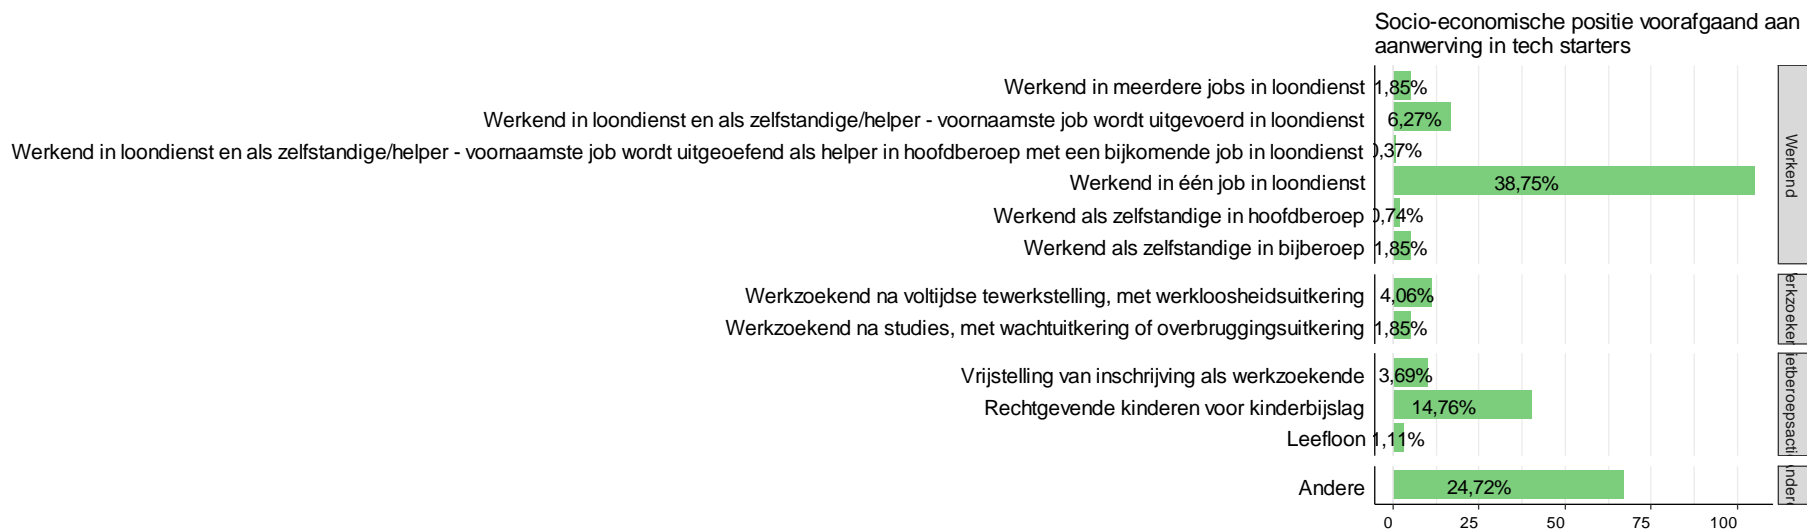 Socio-economische positie voorafgaand aan
aanwerving in tech starters
Werkend in meerdere jobs in loondienst 1,85%
Werkend in loondienst en als zelfstandige/helper - voornaamste job wordt uitgevoerd in loondienst 6,27%
Werkend in loondienst en als zelfstandige/helper - voornaamste job wordt uitgeoefend als helper in hoofdberoep met een bijkomende job in loondienst ,37%
Werkend in één job in loondienst 38,75%
Werkend als zelfstandige in hoofdberoep ,74%
Werkend als zelfstandige in bijberoep 1,85%
Werkend
Werkzoekend na voltijdse tewerkstelling, met werkloosheidsuitkering 4,06%
Werkzoekend na studies, met wachtuitkering of overbruggingsuitkering 1,85%
erkzoeker
Vrijstelling van inschrijving als werkzoekende 3,69%
Rechtgevende kinderen voor kinderbijslag 14,76%
Leefloon 1,11%
ietberoepsacti
Andere 24,72%
nder
0 25 50 75 100